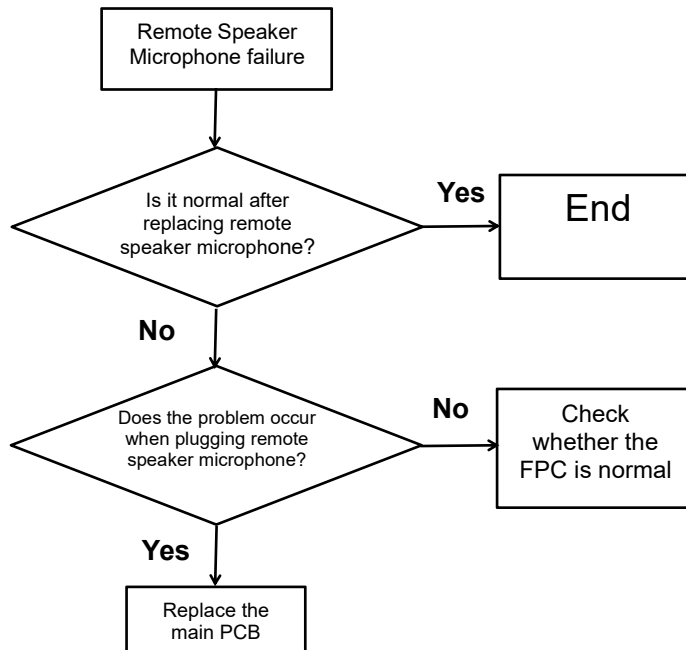 Remote Speaker
Microphone failure
Is it normal after
replacing remote
speaker microphone?
Yes
End
No
Does the problem occur
when plugging remote
speaker microphone?
No
Check
whether the
FPC is normal
Yes
Replace the
main PCB